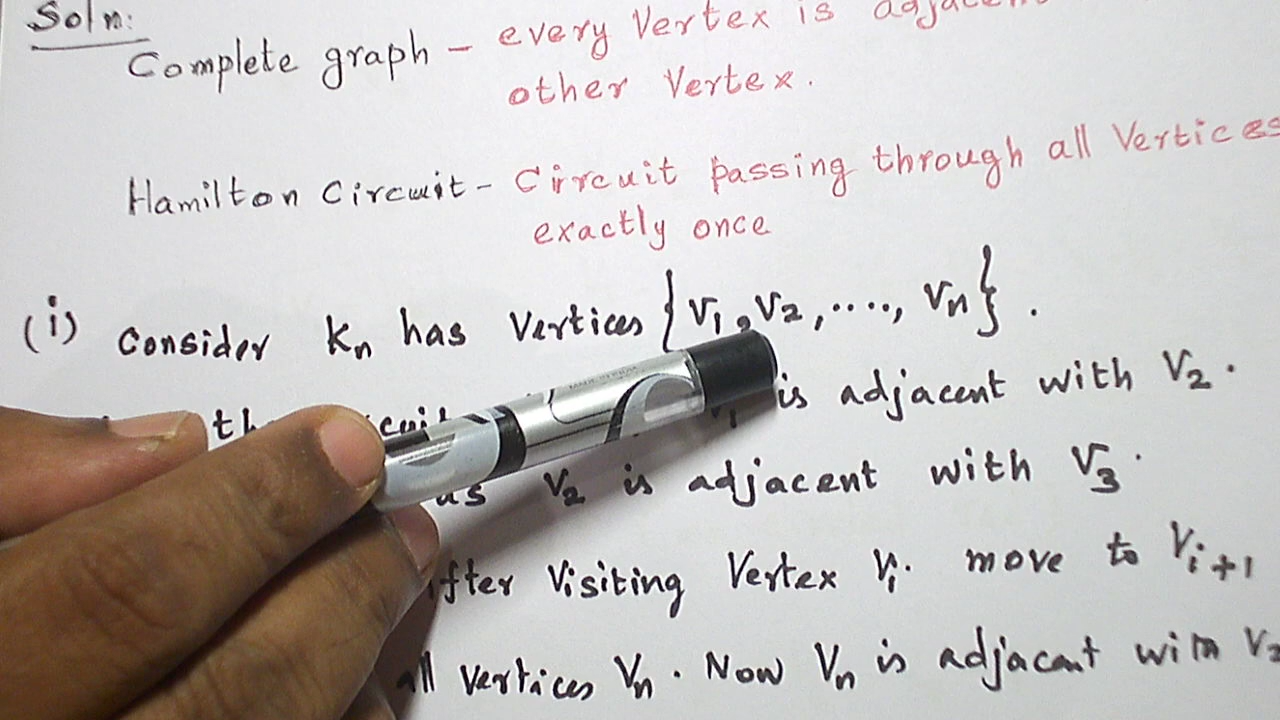 Soln:
Complete graph - every Vertex is
other Vertex.
Hamilton Circuit - Circuit passing through all Vertices
exactly once
(i) Consider Kn has Vertices {V1, V2, ...., Vn}.
is adjacent with V2.
as V2 is adjacent with V3.
Visiting Vertex Vi. move to Vi+1
all vertices Vn. Now Vn is adjacant with